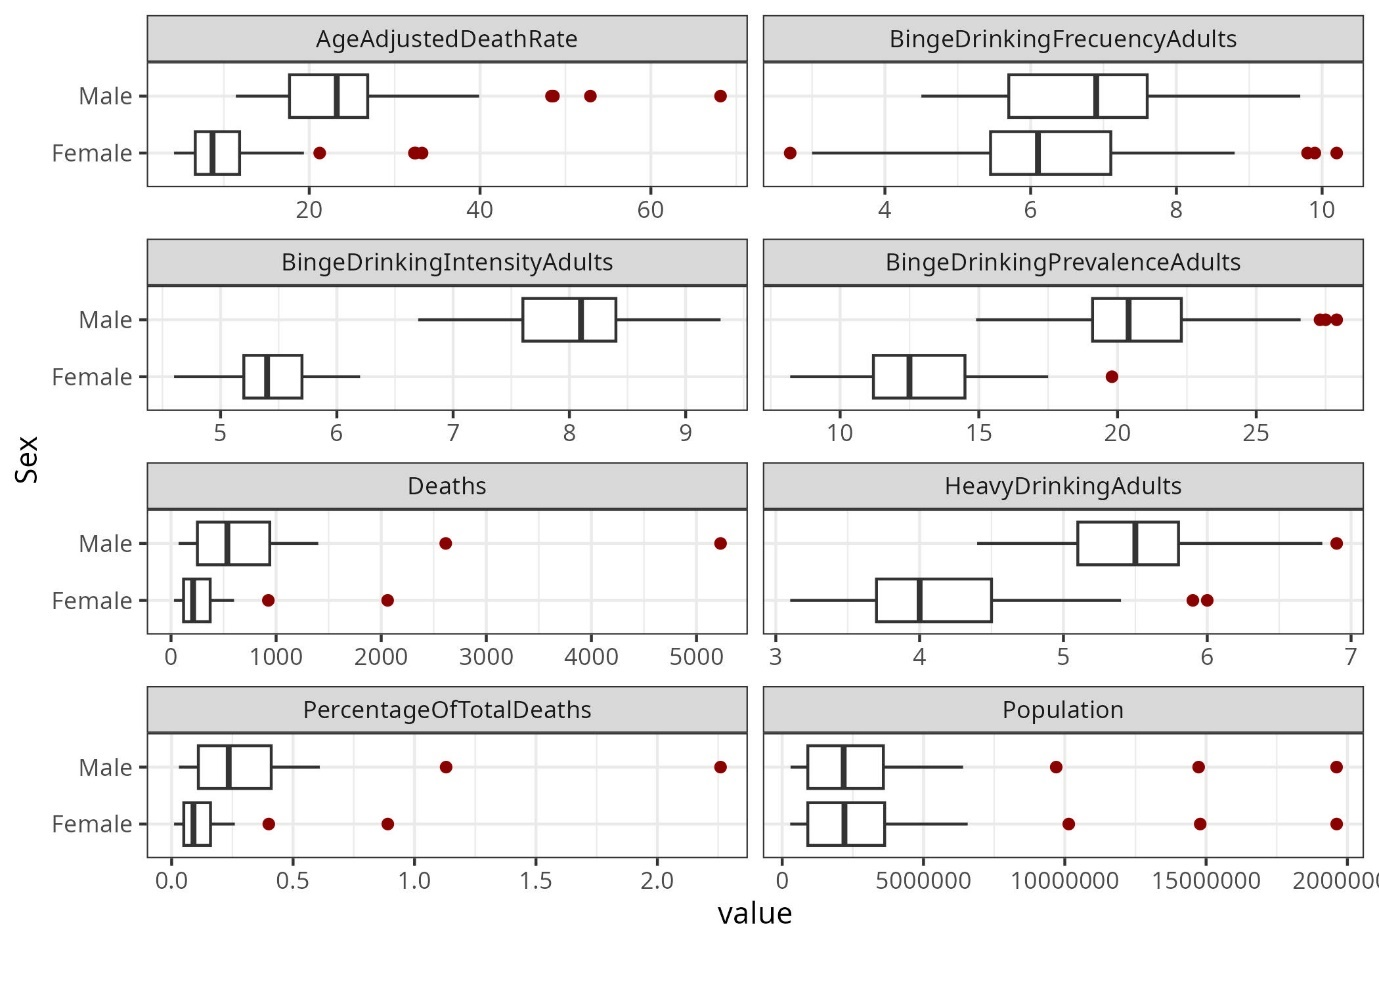 AgeAdjustedDeathRate
BingeDrinkingFrecuencyAdults
Male
Female
20 40 60
4 6 8 10
BingeDrinkingIntensityAdults
BingeDrinkingPrevalenceAdults
Male
Female
5 6 7 8 9
10 15 20 25
Sex
Deaths
HeavyDrinkingAdults
Male
Female
0 1000 2000 3000 4000 5000
3 4 5 6 7
PercentageOfTotalDeaths
Population
Male
Female
0.0 0.5 1.0 1.5 2.0
0 5000000 10000000 15000000
value